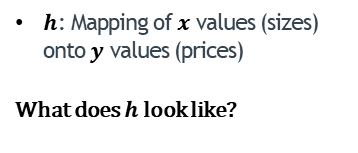 • h: Mapping of x values (sizes)
onto y values (prices)
What does h look like?